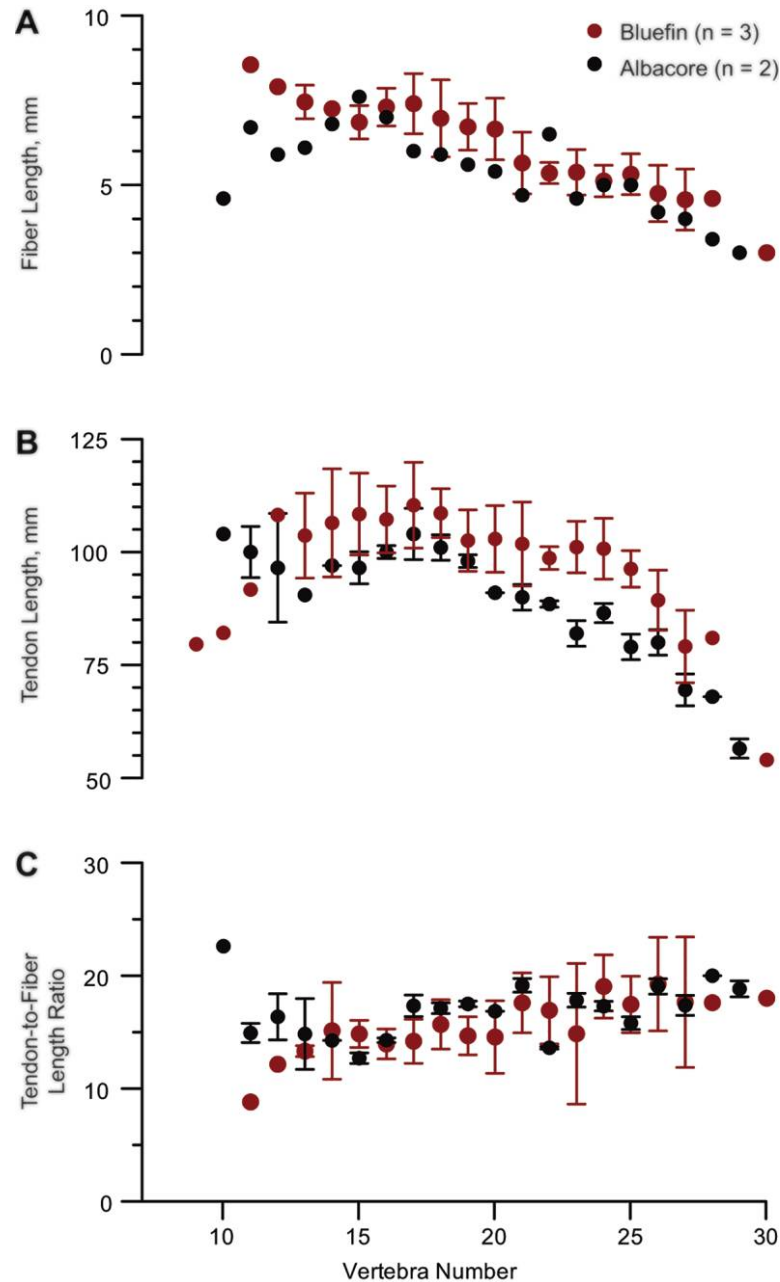 A
10
5
0
Fiber Length, mm
Bluefin (n = 3)
Albacore (n = 2)
B
125
100
75
50
Tendon Length, mm
C
30
20
10
0
Tendon-to-Fiber
Length Ratio
10 15 20 25 30
Vertebra Number